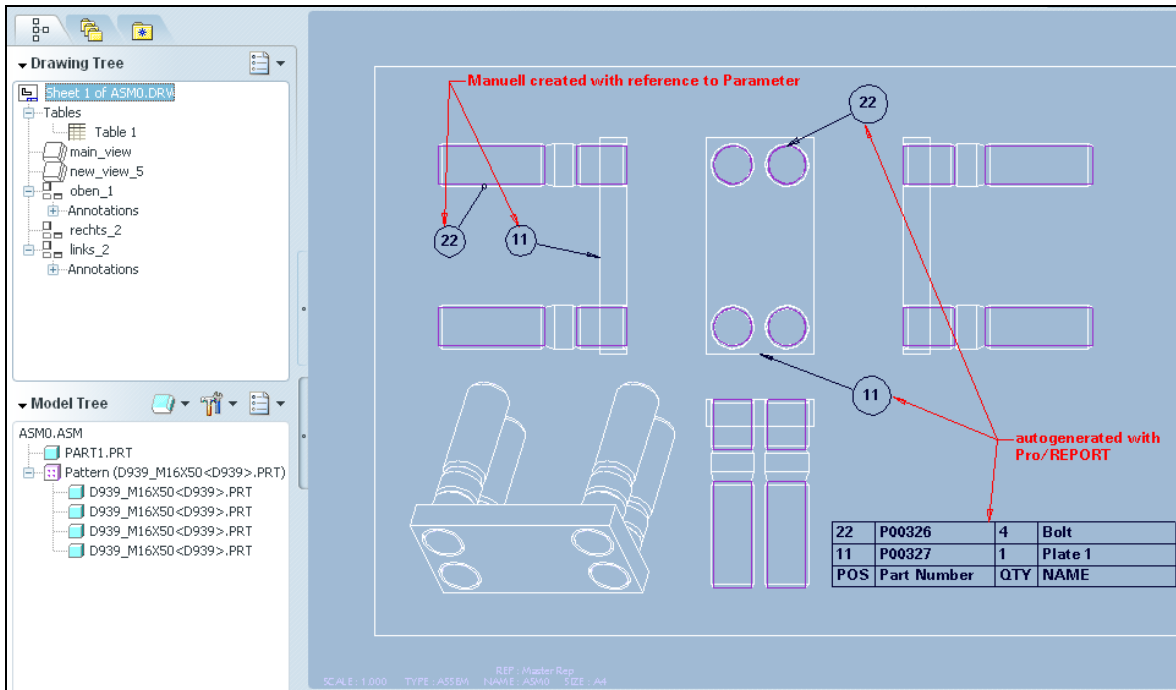 Drawing Tree
Sheet 1 of ASM0.DRW
Tables
Table 1
main_view
new_view_5
oben_1
Annotations
rechts_2
links_2
Annotations
Model Tree
ASM0.ASM
PART1.PRT
Pattern (D939_M16X50<D939>.PRT)
D939_M16X50<D939>.PRT
D939_M16X50<D939>.PRT
D939_M16X50<D939>.PRT
D939_M16X50<D939>.PRT
Manuell created with reference to Parameter
22
22
11
11
autogenerated with
Pro/REPORT
22 P00326 4 Bolt
11 P00327 1 Plate 1
POS Part Number QTY NAME
REP : Master Rep
SCALE : 1.000 TYPE : ASSEM NAME : ASM0 SIZE : A4